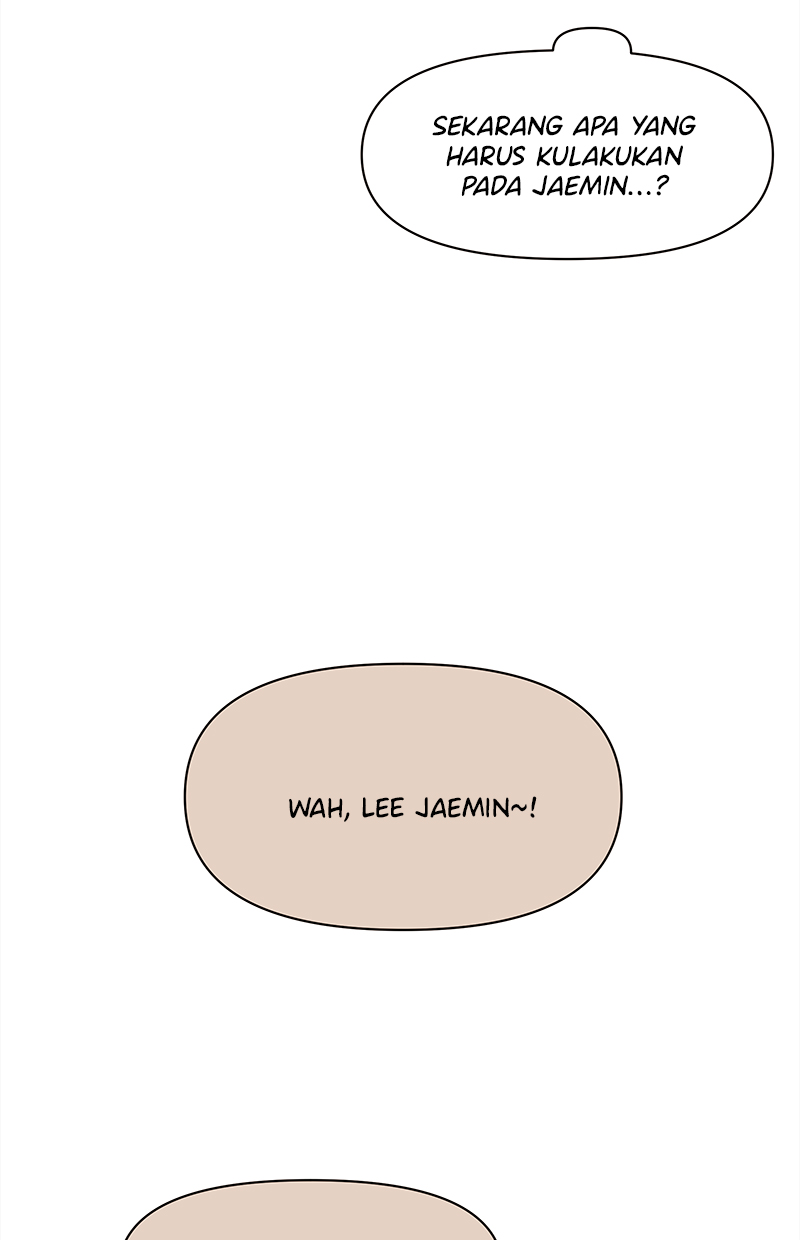 SEKARANG APA YANG
HARUS KULAKUKAN
PADA JAEMIN...?
WAH, LEE JAEMIN~!